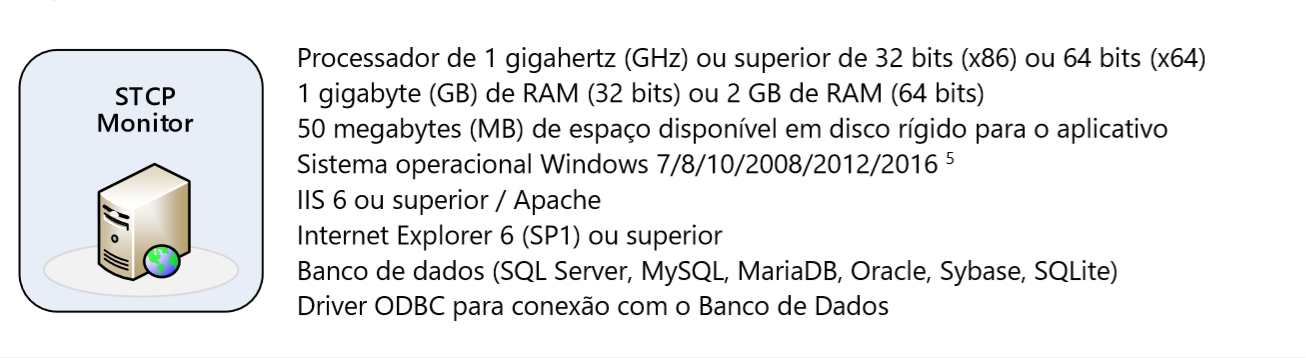 STCP
Monitor
Processador de 1 gigahertz (GHz) ou superior de 32 bits (x86) ou 64 bits (x64)
1 gigabyte (GB) de RAM (32 bits) ou 2 GB de RAM (64 bits)
50 megabytes (MB) de espaço disponível em disco rígido para o aplicativo
Sistema operacional Windows 7/8/10/2008/2012/2016 ⁵
IIS 6 ou superior / Apache
Internet Explorer 6 (SP1) ou superior
Banco de dados (SQL Server, MySQL, MariaDB, Oracle, Sybase, SQLite)
Driver ODBC para conexão com o Banco de Dados